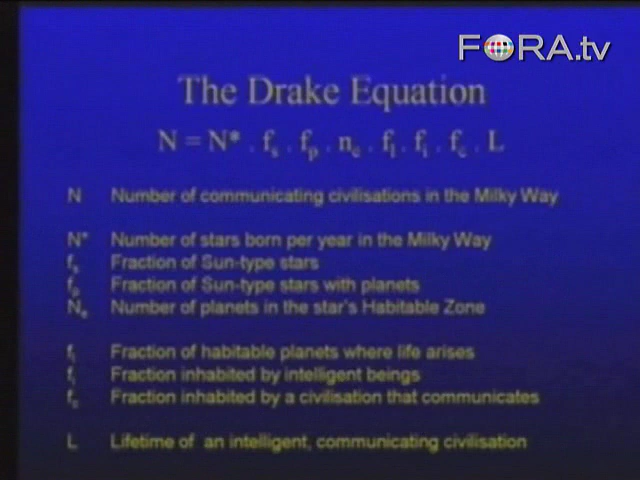 FORA.tv
The Drake Equation
N = N* . fs . fp . ne . fl . fi . fc . L
N Number of communicating civilisations in the Milky Way
N* Number of stars born per year in the Milky Way
fs Fraction of Sun-type stars
fp Fraction of Sun-type stars with planets
Ne Number of planets in the star's Habitable Zone
fl Fraction of habitable planets where life arises
fi Fraction inhabited by intelligent beings
fc Fraction inhabited by a civilisation that communicates
L Lifetime of an intelligent, communicating civilisation